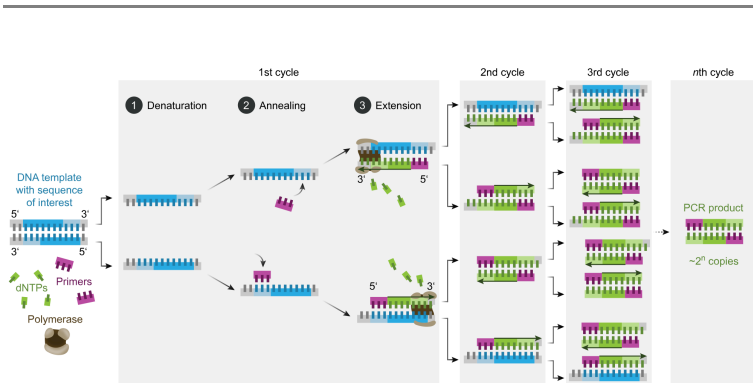 1st cycle
2nd cycle
3rd cycle
nth cycle
1 Denaturation
2 Annealing
3 Extension
DNA template
with sequence
of interest
5' 3'
3' 5'
dNTPs
Primers
Polymerase
3' 5'
5' 3'
PCR product
~2ⁿ copies